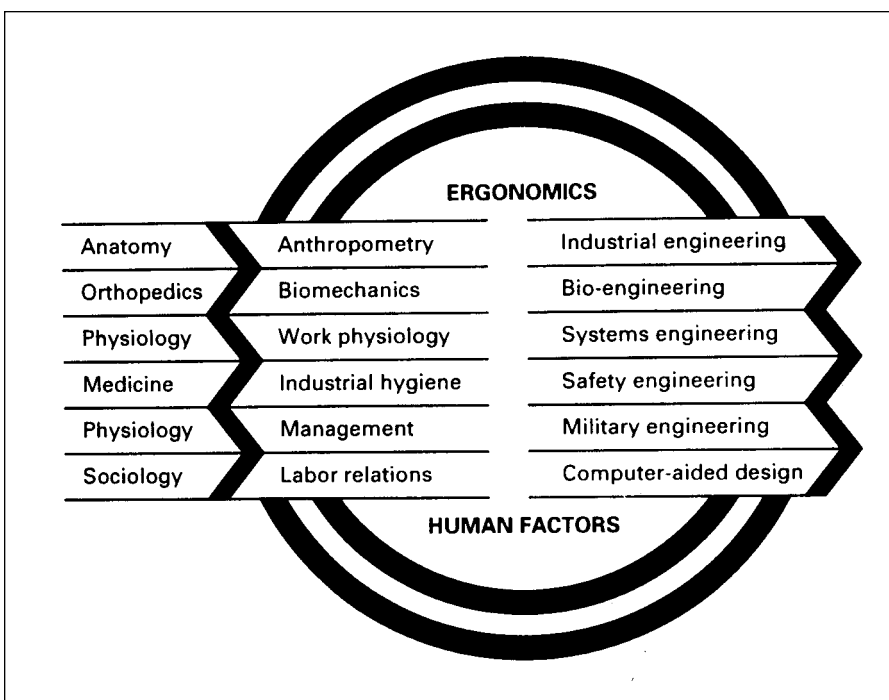 ERGONOMICS
Anatomy Anthropometry Industrial engineering
Orthopedics Biomechanics Bio-engineering
Physiology Work physiology Systems engineering
Medicine Industrial hygiene Safety engineering
Physiology Management Military engineering
Sociology Labor relations Computer-aided design
HUMAN FACTORS